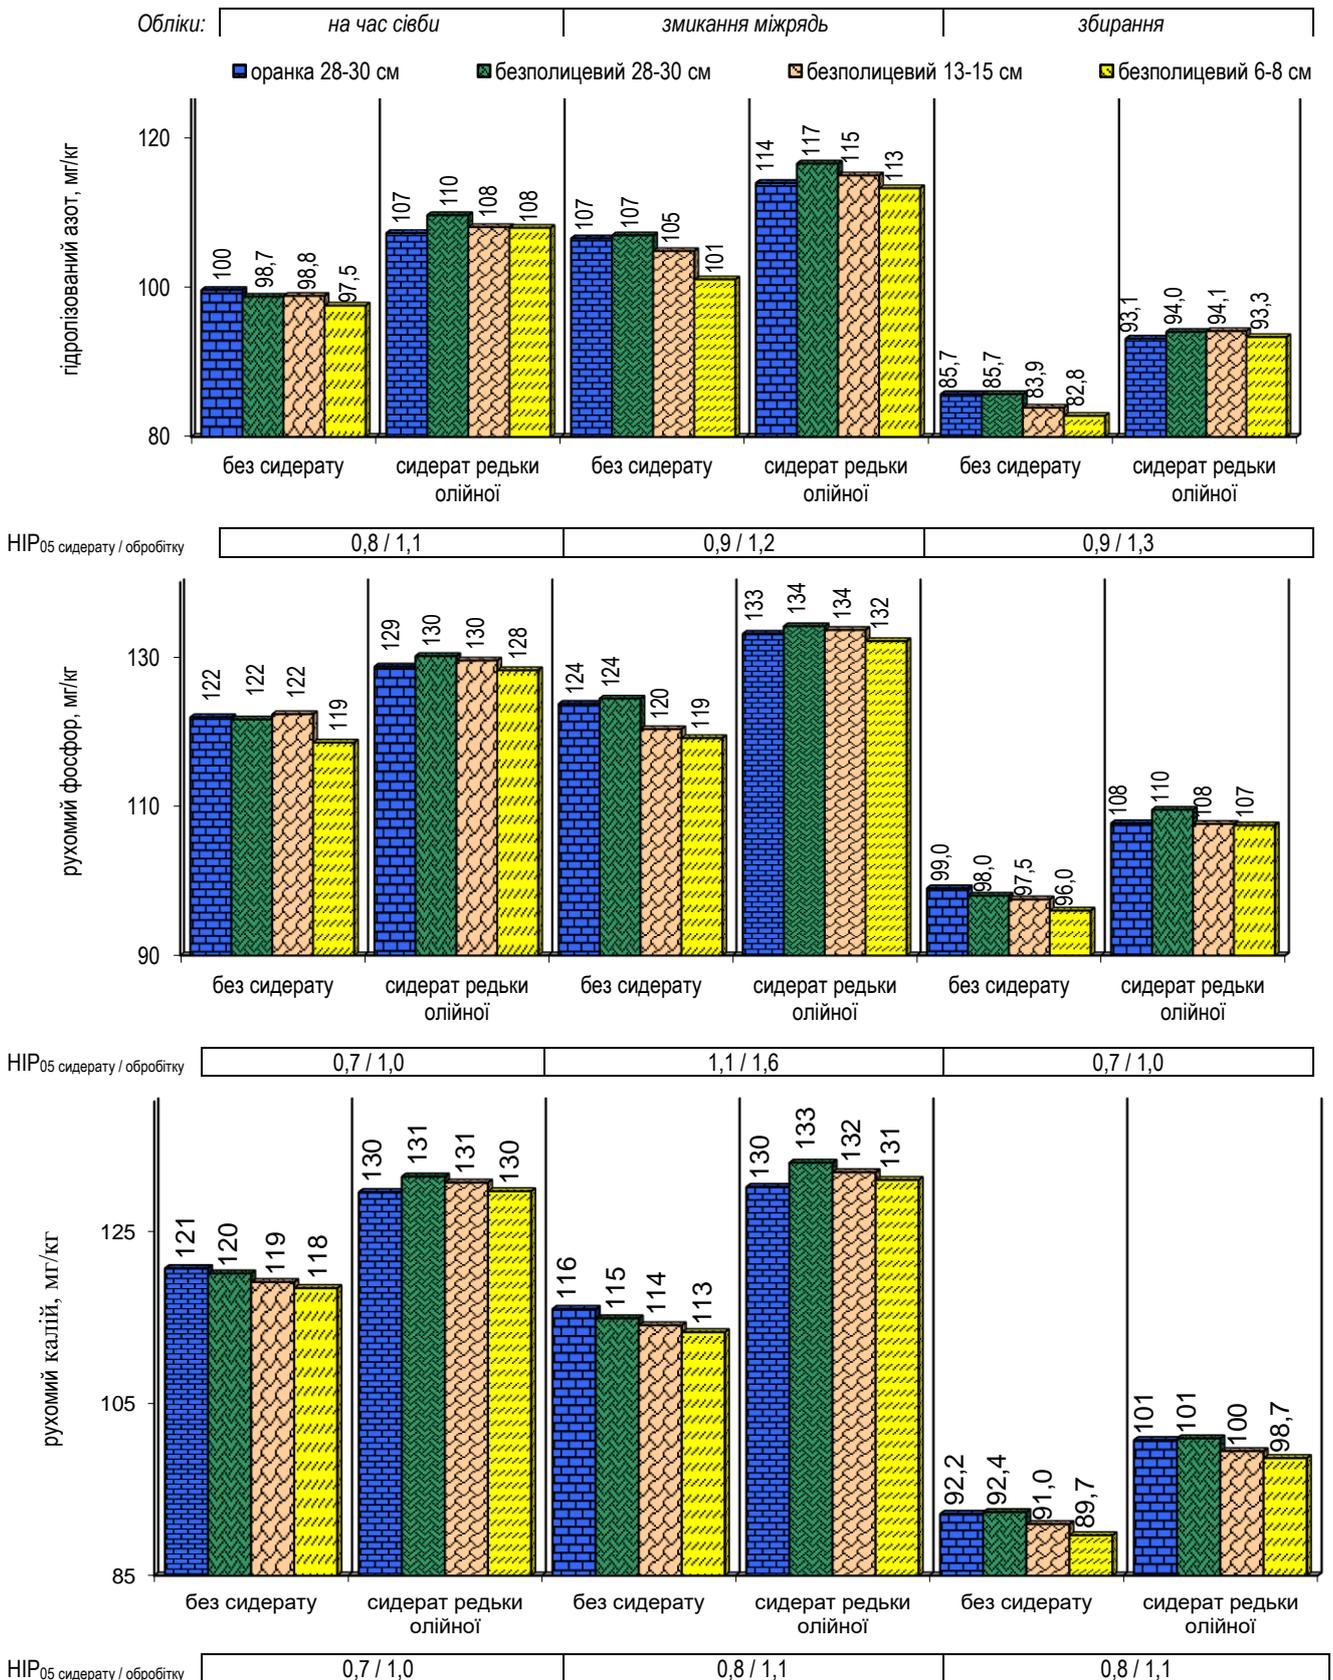 Обліки: на час сівби змикання міжрядь збирання
оранка 28-30 см безполицевий 28-30 см безполицевий 13-15 см безполицевий 6-8 см
гідролізований азот, мг/кг
120
100
80
100 98,7 98,8 97,5 107 110 108 108 107 107 105 101 114 117 115 113 85,7 85,7 83,9 82,8 93,1 94,0 94,1 93,3
без сидерату сидерат редьки без сидерату сидерат редьки без сидерату сидерат редьки
олійної олійної олійної
НІР05 сидерату / обробітку 0,8 / 1,1 0,9 / 1,2 0,9 / 1,3
рухомий фосфор, мг/кг
130
110
90
122 122 122 119 129 130 130 128 124 124 120 119 133 134 134 132 99,0 98,0 97,5 96,0 108 110 108 107
без сидерату сидерат редьки без сидерату сидерат редьки без сидерату сидерат редьки
олійної олійної олійної
НІР05 сидерату / обробітку 0,7 / 1,0 1,1 / 1,6 0,7 / 1,0
рухомий калій, мг/кг
125
105
85
121 120 119 118 130 131 131 130 116 115 114 113 130 133 132 131 92,2 92,4 91,0 89,7 101 101 100 98,7
без сидерату сидерат редьки без сидерату сидерат редьки без сидерату сидерат редьки
олійної олійної олійної
НІР05 сидерату / обробітку 0,7 / 1,0 0,8 / 1,1 0,8 / 1,1